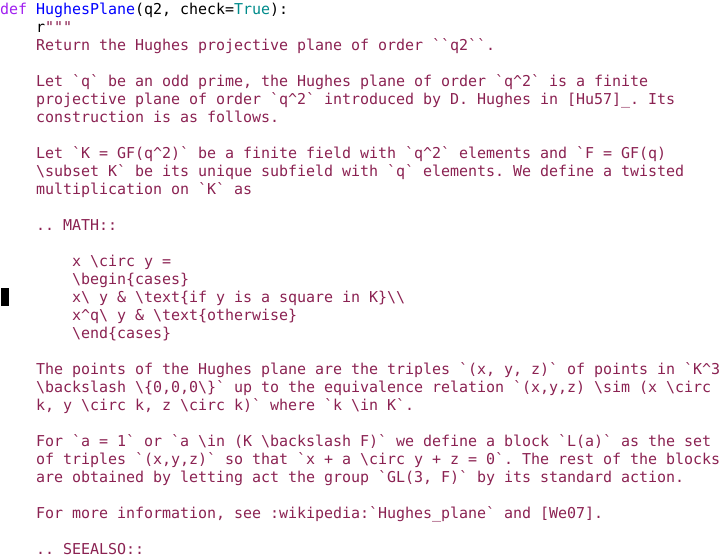 def HughesPlane(q2, check=True):
    r"""
    Return the Hughes projective plane of order ``q2``.

    Let `q` be an odd prime, the Hughes plane of order `q^2` is a finite
    projective plane of order `q^2` introduced by D. Hughes in [Hu57]_. Its
    construction is as follows.

    Let `K = GF(q^2)` be a finite field with `q^2` elements and `F = GF(q)
    \subset K` be its unique subfield with `q` elements. We define a twisted
    multiplication on `K` as

    .. MATH::

        x \circ y =
        \begin{cases}
        x\ y & \text{if y is a square in K}\\
        x^q\ y & \text{otherwise}
        \end{cases}

    The points of the Hughes plane are the triples `(x, y, z)` of points in `K^3
    \backslash \{0,0,0\}` up to the equivalence relation `(x,y,z) \sim (x \circ
    k, y \circ k, z \circ k)` where `k \in K`.

    For `a = 1` or `a \in (K \backslash F)` we define a block `L(a)` as the set
    of triples `(x,y,z)` so that `x + a \circ y + z = 0`. The rest of the blocks
    are obtained by letting act the group `GL(3, F)` by its standard action.

    For more information, see :wikipedia:`Hughes_plane` and [We07].

    .. SEEALSO::